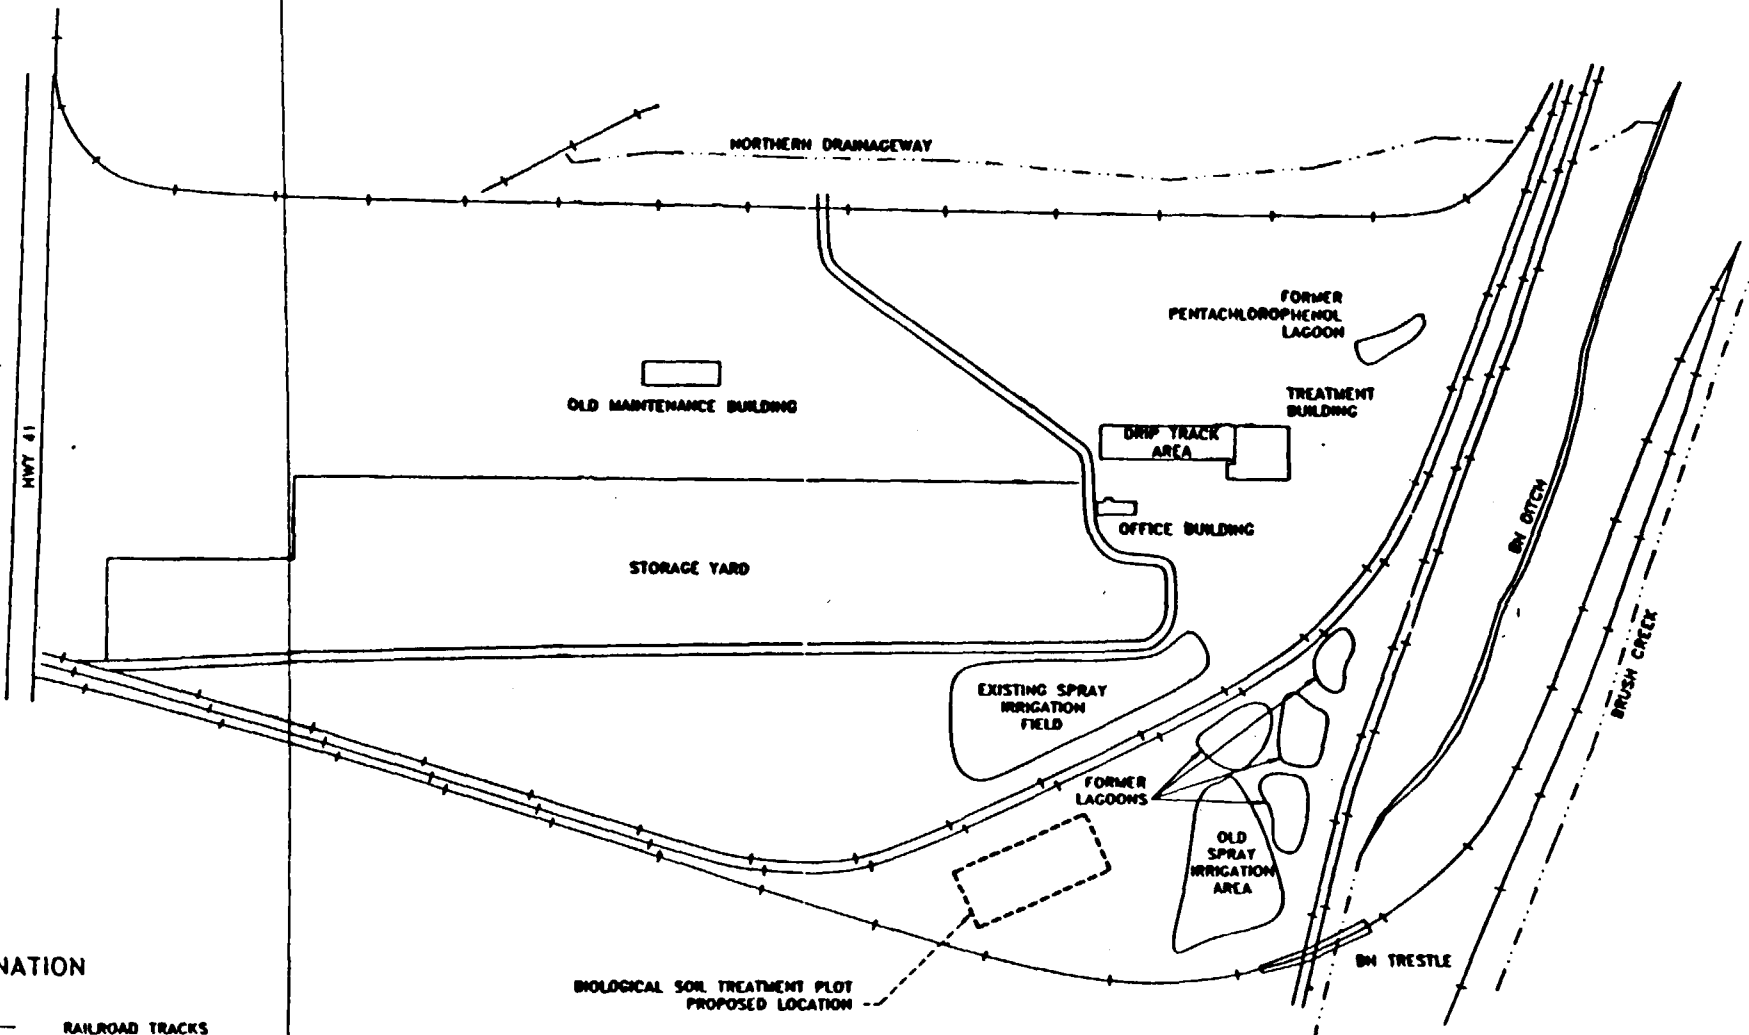 NORTHERN DRAINAGEWAY
FORMER
PENTACHLOROPHENOL
LAGOON
TREATMENT
BUILDING
OLD MAINTENANCE BUILDING
DRIP TRACK
AREA
HWY 41
OFFICE BUILDING
BN DITCH
STORAGE YARD
BRUSH CREEK
EXISTING SPRAY
IRRIGATION
FIELD
FORMER
LAGOONS
OLD
SPRAY
IRRIGATION
AREA
BN TRESTLE
NATION
BIOLOGICAL SOIL TREATMENT PLOT
PROPOSED LOCATION
RAILROAD TRACKS